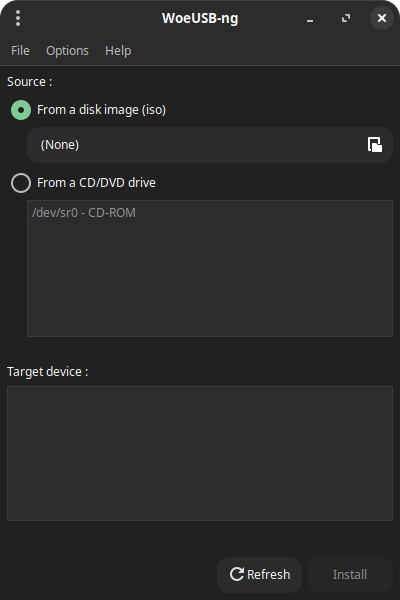 WoeUSB-ng
File Options Help
Source :
From a disk image (iso)
(None)
From a CD/DVD drive
/dev/sr0 - CD-ROM
Target device :
Refresh Install